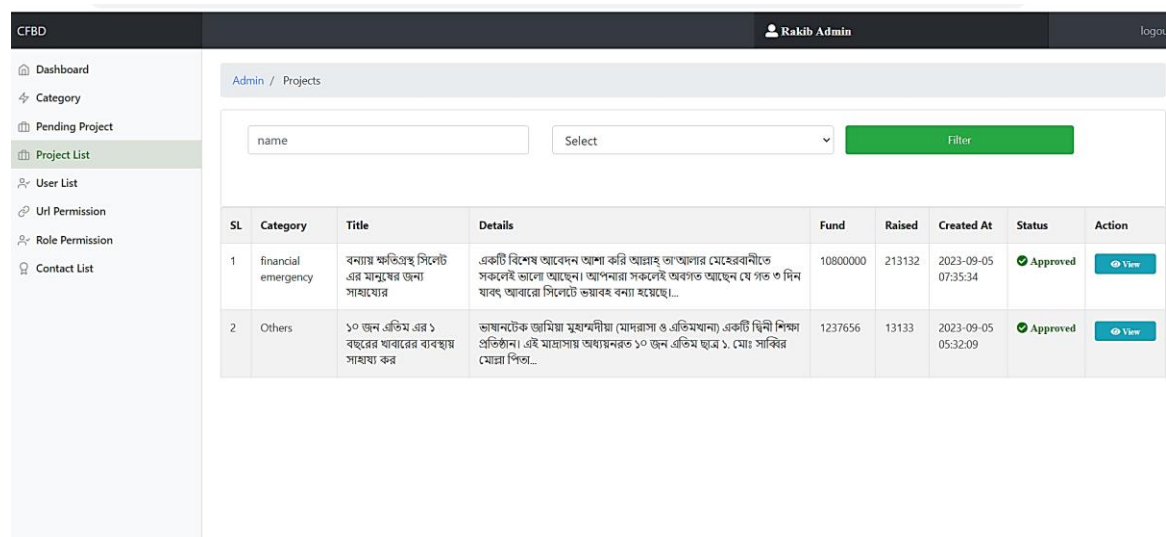 CFBD
Rakib Admin
logou
Dashboard
Category
Pending Project
Project List
User List
Url Permission
Role Permission
Contact List
Admin / Projects
name
Select
Filter
SL Category Title Details Fund Raised Created At Status Action
1 financial বন্যায় ক্ষতিগ্রস্থ সিলেট একটি বিশেষ আবেদন আশা করি আল্লাহ্ তা'আলার মেহেরবানীতে 10800000 213132 2023-09-05 Approved View
emergency এর মানুষের জন্য সকলেই ভালো আছেন। আপনারা সকলেই অবগত আছেন যে গত ৩ দিন 07:35:34
সাহায্যের যাবৎ আবারো সিলেটে ভয়াবহ বন্যা হয়েছে।...
2 Others ১০ জন এতিম এর ১ ভাষানটেক জামিয়া মুহাম্মদীয়া (মাদরাসা ও এতিমখানা) একটি দ্বিনী শিক্ষা 1237656 13133 2023-09-05 Approved View
বছরের খাবারের ব্যবস্থায় প্রতিষ্ঠান। এই মাদ্রাসায় অধ্যয়নরত ১০ জন এতিম ছাত্র ১. মোঃ সাব্বির 05:32:09
সাহায্য কর মোল্লা পিতা...